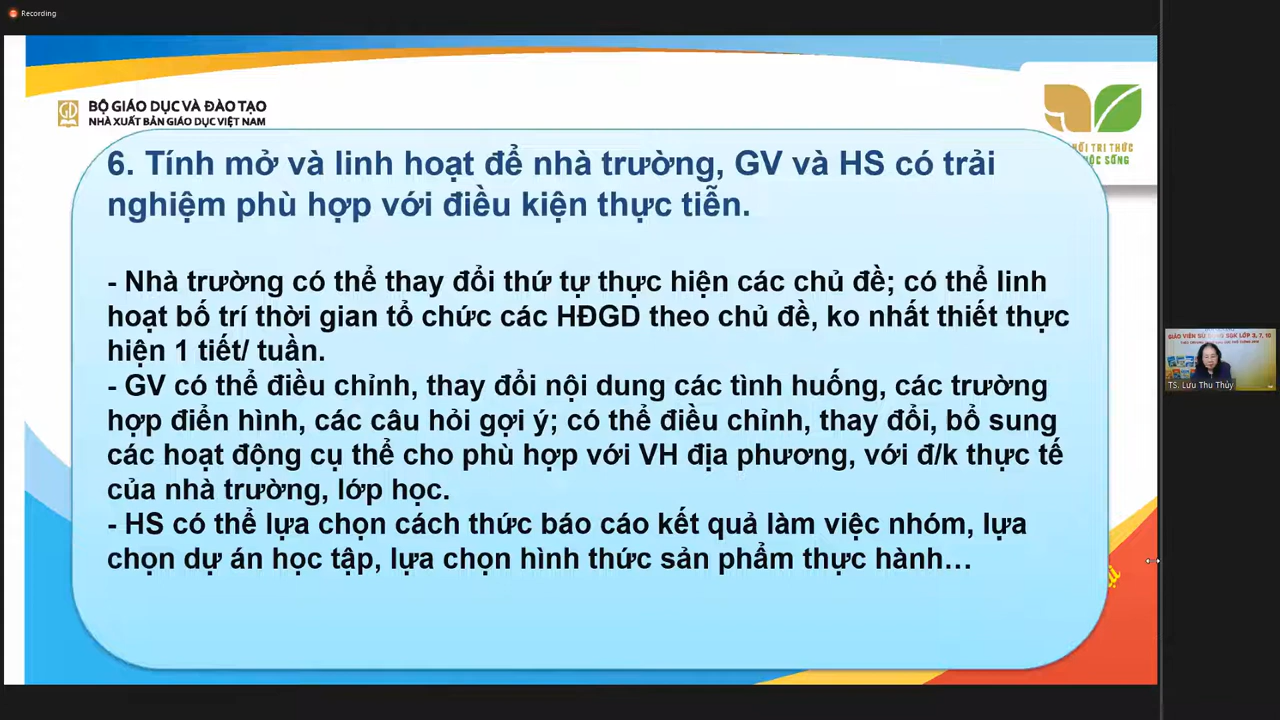 Recording
BỘ GIÁO DỤC VÀ ĐÀO TẠO
NHÀ XUẤT BẢN GIÁO DỤC VIỆT NAM
TRI THỨC
SỐNG
6. Tính mở và linh hoạt để nhà trường, GV và HS có trải
nghiệm phù hợp với điều kiện thực tiễn.
- Nhà trường có thể thay đổi thứ tự thực hiện các chủ đề; có thể linh
hoạt bố trí thời gian tổ chức các HĐGD theo chủ đề, ko nhất thiết thực
hiện 1 tiết/ tuần.
- GV có thể điều chỉnh, thay đổi nội dung các tình huống, các trường
hợp điển hình, các câu hỏi gợi ý; có thể điều chỉnh, thay đổi, bổ sung
các hoạt động cụ thể cho phù hợp với VH địa phương, với đ/k thực tế
của nhà trường, lớp học.
- HS có thể lựa chọn cách thức báo cáo kết quả làm việc nhóm, lựa
chọn dự án học tập, lựa chọn hình thức sản phẩm thực hành…
TS. Lưu Thu Thủy